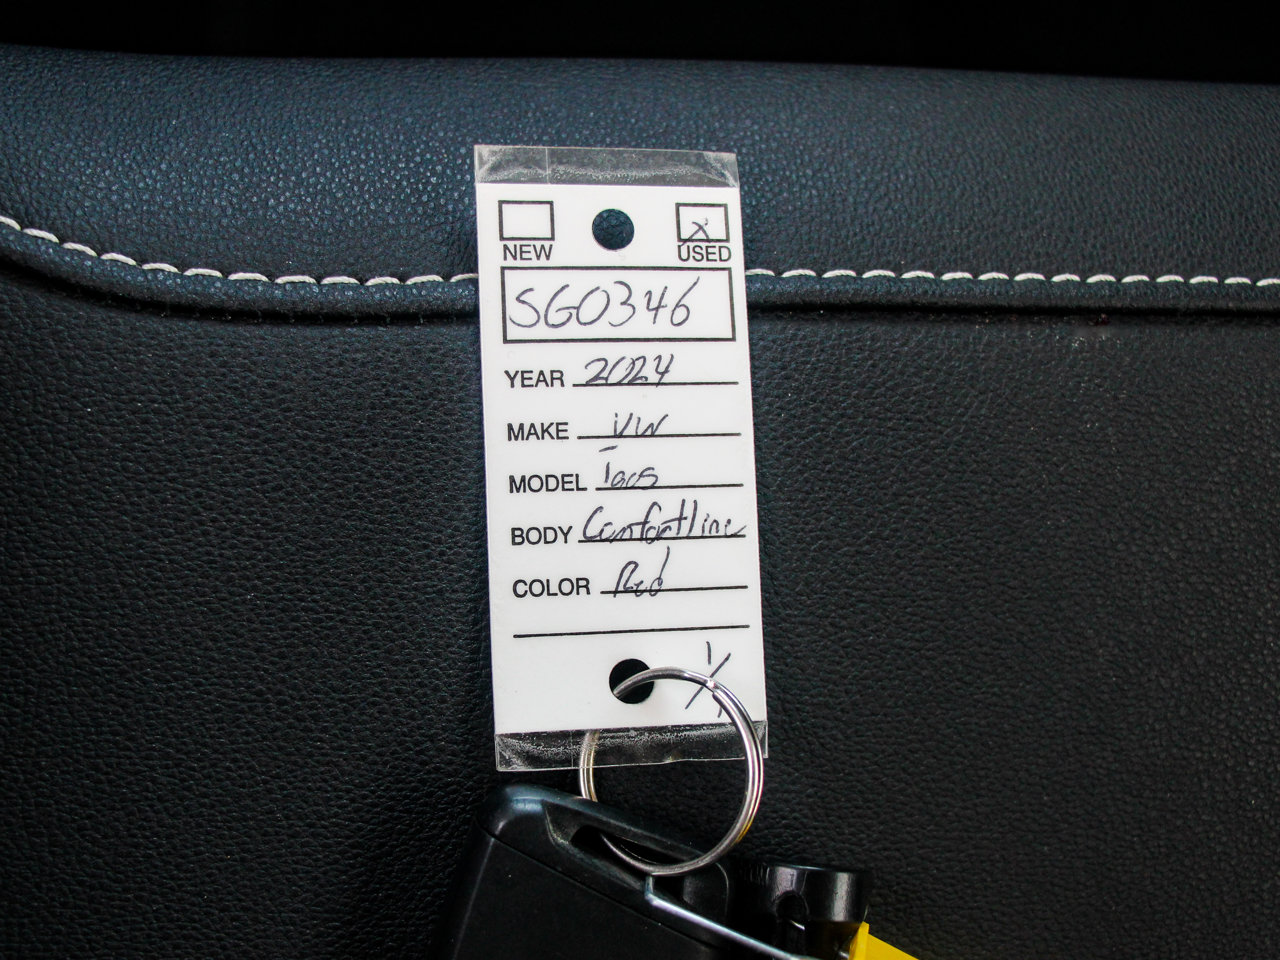 X
NEW USED
SG0346
YEAR 2024
MAKE VW
MODEL Taos
BODY Comfortline
COLOR Red
1/1